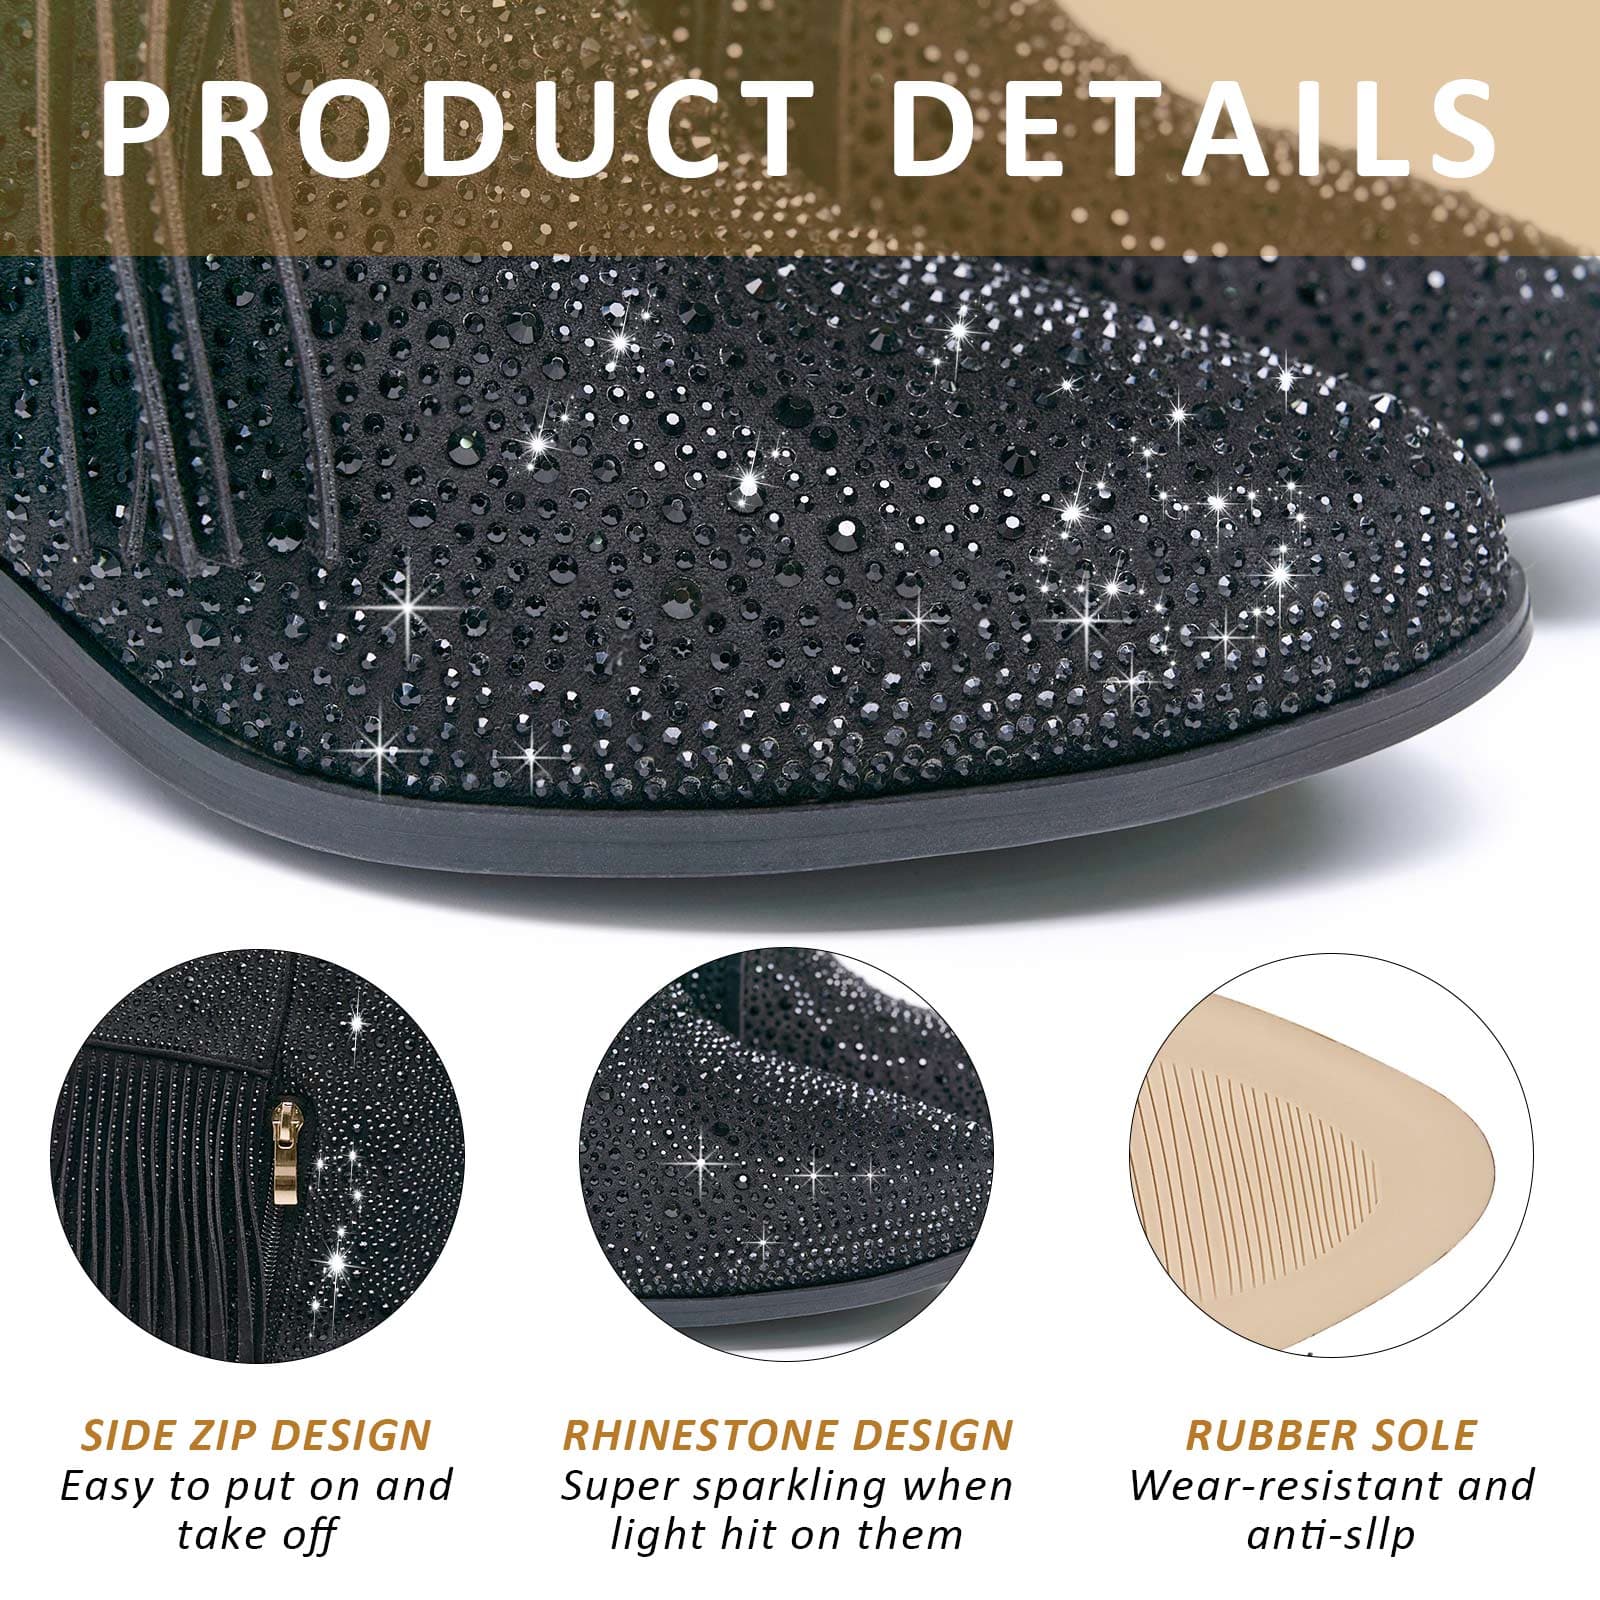 PRODUCT DETAILS
SIDE ZIP DESIGN
Easy to put on and
take off
RHINESTONE DESIGN
Super sparkling when
light hit on them
RUBBER SOLE
Wear-resistant and
anti-sllp